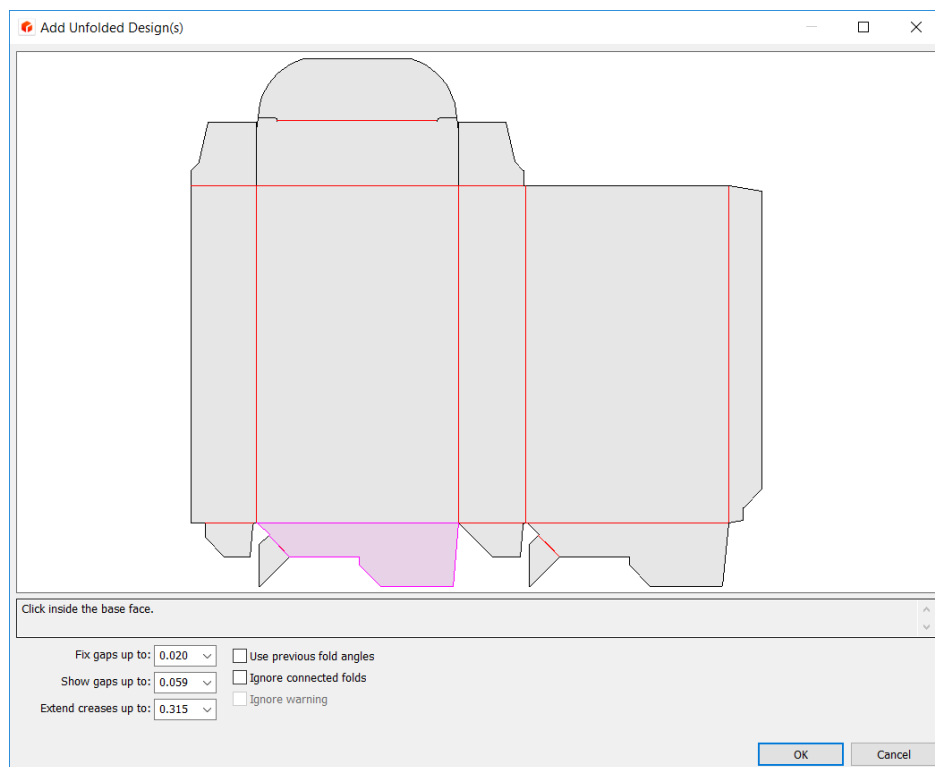 Add Unfolded Design(s)
Click inside the base face.
Fix gaps up to: 0.020
Use previous fold angles
Show gaps up to: 0.059
Ignore connected folds
Extend creases up to: 0.315
Ignore warning
OK
Cancel